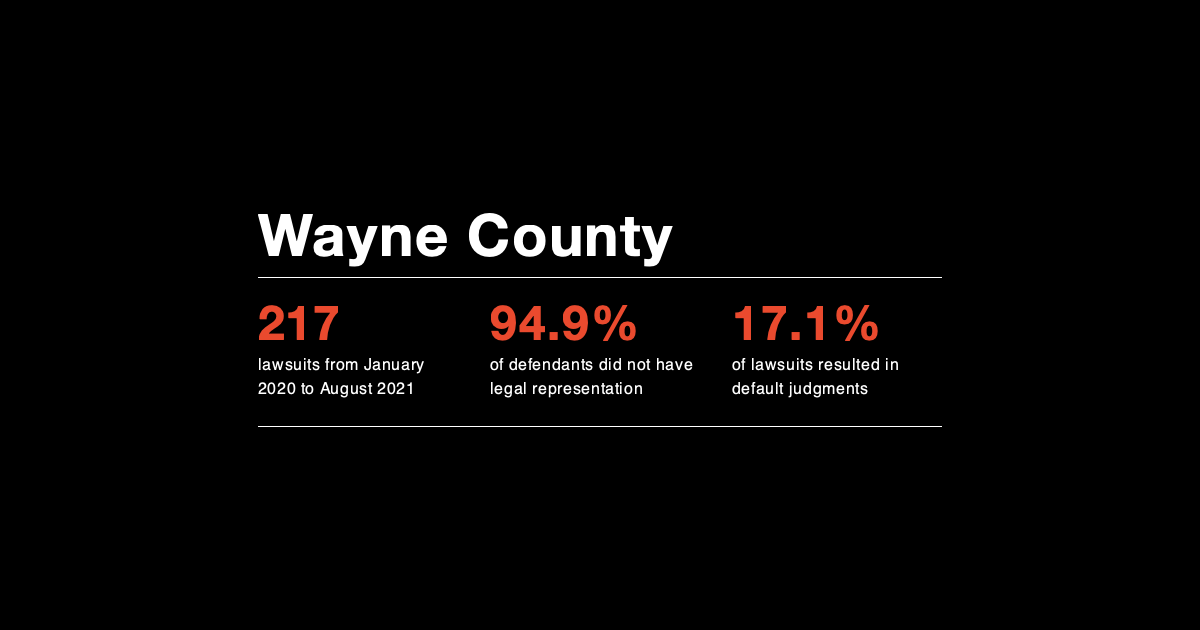 Wayne County
217
lawsuits from January
2020 to August 2021
94.9%
of defendants did not have
legal representation
17.1%
of lawsuits resulted in
default judgments